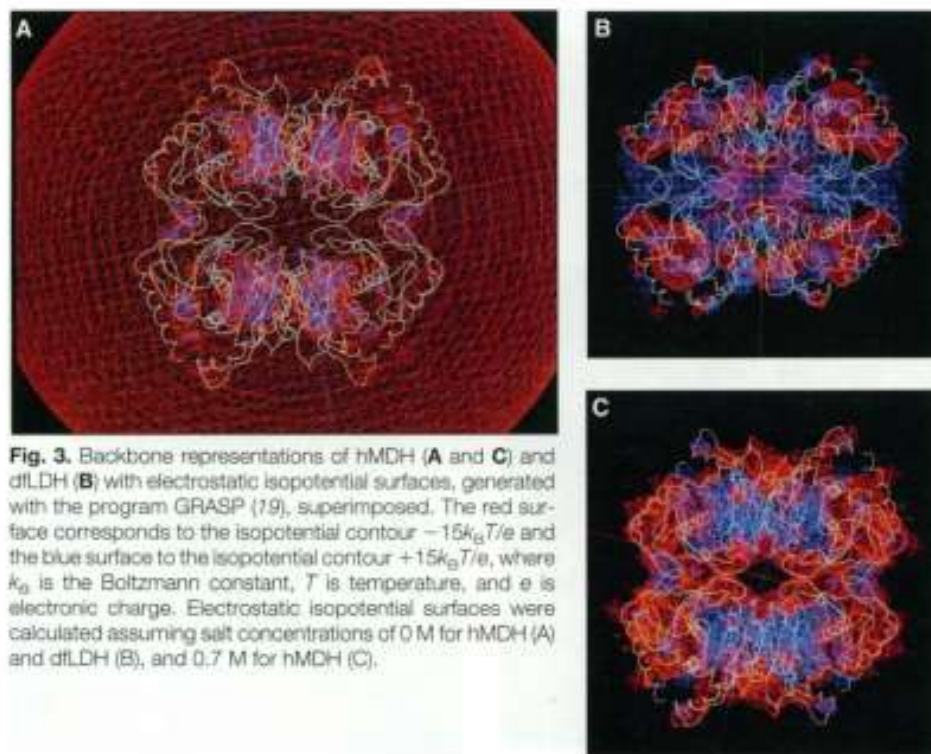 A
B
C
Fig. 3. Backbone representations of hMDH (A and C) and
dfLDH (B) with electrostatic isopotential surfaces, generated
with the program GRASP (19), superimposed. The red sur-
face corresponds to the isopotential contour −15kBT/e and
the blue surface to the isopotential contour +15kBT/e, where
kB is the Boltzmann constant, T is temperature, and e is
electronic charge. Electrostatic isopotential surfaces were
calculated assuming salt concentrations of 0 M for hMDH (A)
and dfLDH (B), and 0.7 M for hMDH (C).